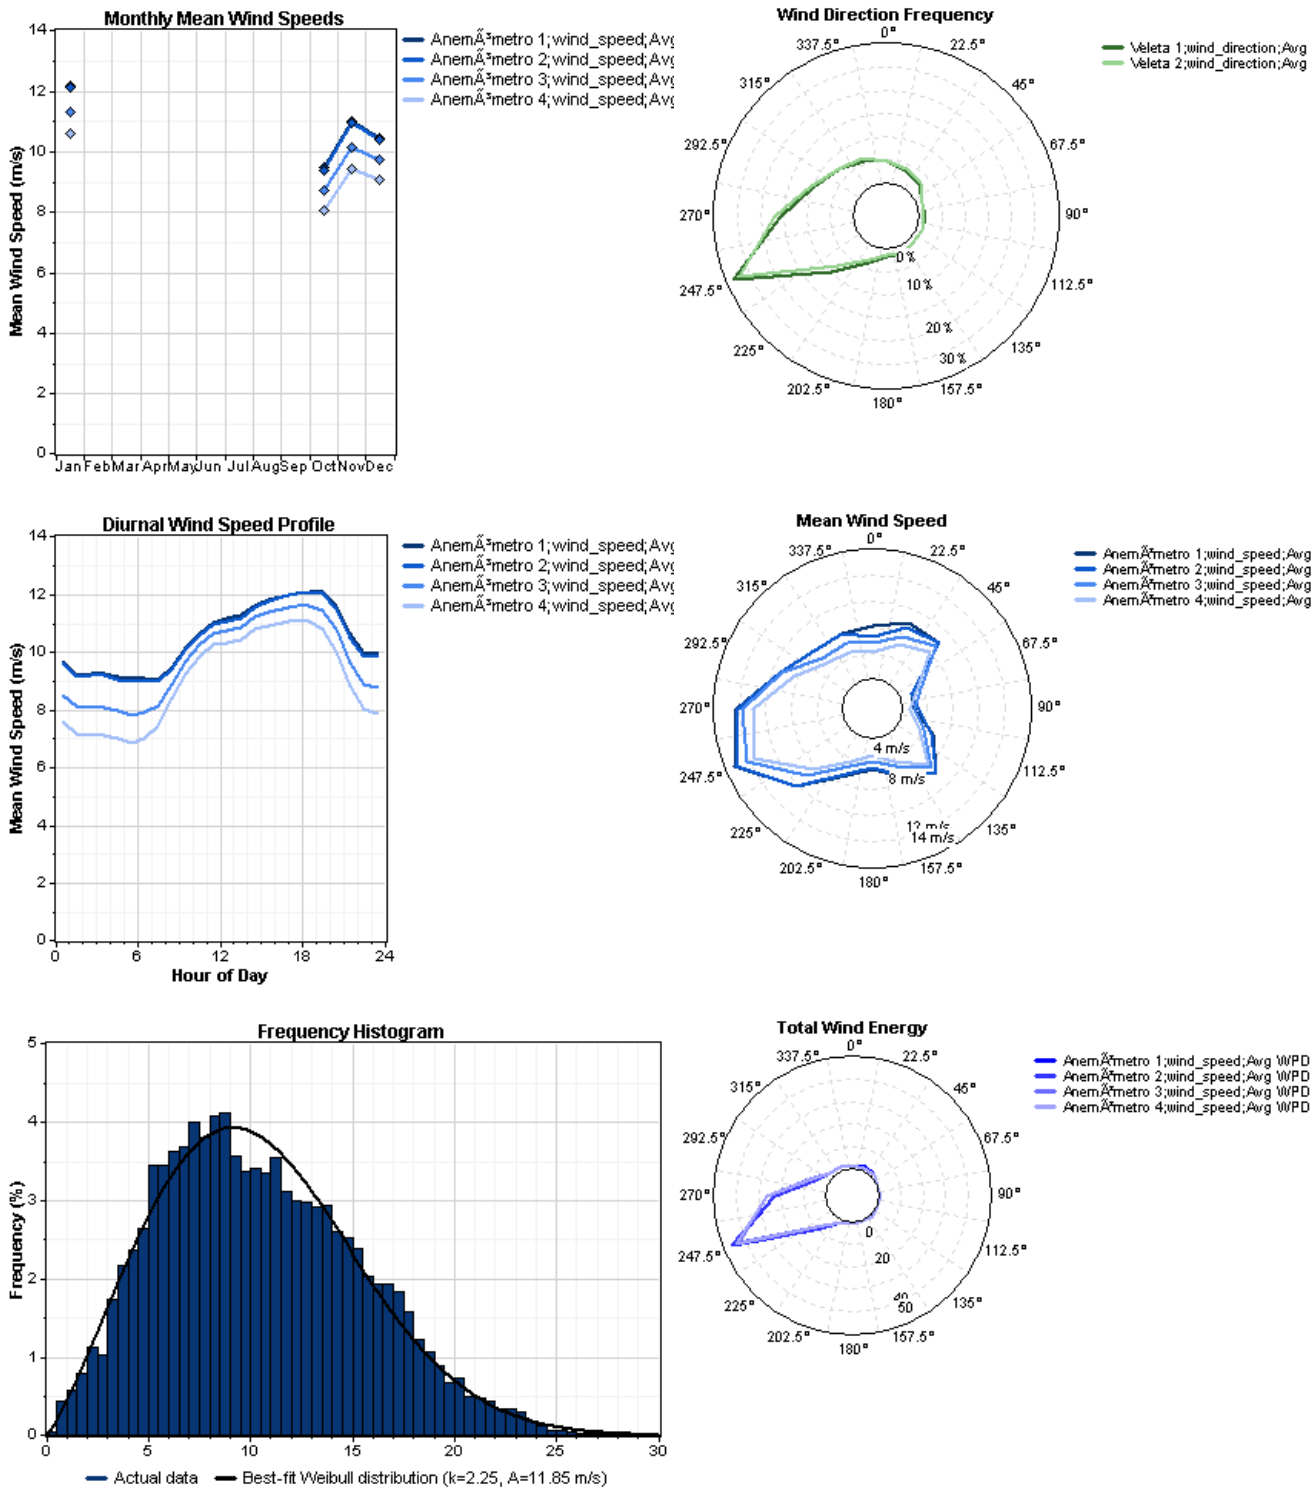 Monthly Mean Wind Speeds
14
12
10
8
6
4
2
0
Mean Wind Speed (m/s)
Jan Feb Mar Apr May Jun Jul Aug Sep Oct Nov Dec
AnemÃ³metro 1;wind_speed;Avg
AnemÃ³metro 2;wind_speed;Avg
AnemÃ³metro 3;wind_speed;Avg
AnemÃ³metro 4;wind_speed;Avg
Wind Direction Frequency
0°
22.5°
45°
67.5°
90°
112.5°
135°
157.5°
180°
202.5°
225°
247.5°
270°
292.5°
315°
337.5°
0%
10%
20%
30%
Veleta 1;wind_direction;Avg
Veleta 2;wind_direction;Avg
Diurnal Wind Speed Profile
14
12
10
8
6
4
2
0
Mean Wind Speed (m/s)
0 6 12 18 24
Hour of Day
AnemÃ³metro 1;wind_speed;Avg
AnemÃ³metro 2;wind_speed;Avg
AnemÃ³metro 3;wind_speed;Avg
AnemÃ³metro 4;wind_speed;Avg
Mean Wind Speed
0°
22.5°
45°
67.5°
90°
112.5°
135°
157.5°
180°
202.5°
225°
247.5°
270°
292.5°
315°
337.5°
4 m/s
8 m/s
12 m/s
14 m/s
AnemÃ³metro 1;wind_speed;Avg
AnemÃ³metro 2;wind_speed;Avg
AnemÃ³metro 3;wind_speed;Avg
AnemÃ³metro 4;wind_speed;Avg
Frequency Histogram
5
4
3
2
1
0
Frequency (%)
0 5 10 15 20 25 30
Actual data Best-fit Weibull distribution (k=2.25, A=11.85 m/s)
Total Wind Energy
0°
22.5°
45°
67.5°
90°
112.5°
135°
157.5°
180°
202.5°
225°
247.5°
270°
292.5°
315°
337.5°
0
20
40
50
AnemÃ³metro 1;wind_speed;Avg WPD
AnemÃ³metro 2;wind_speed;Avg WPD
AnemÃ³metro 3;wind_speed;Avg WPD
AnemÃ³metro 4;wind_speed;Avg WPD